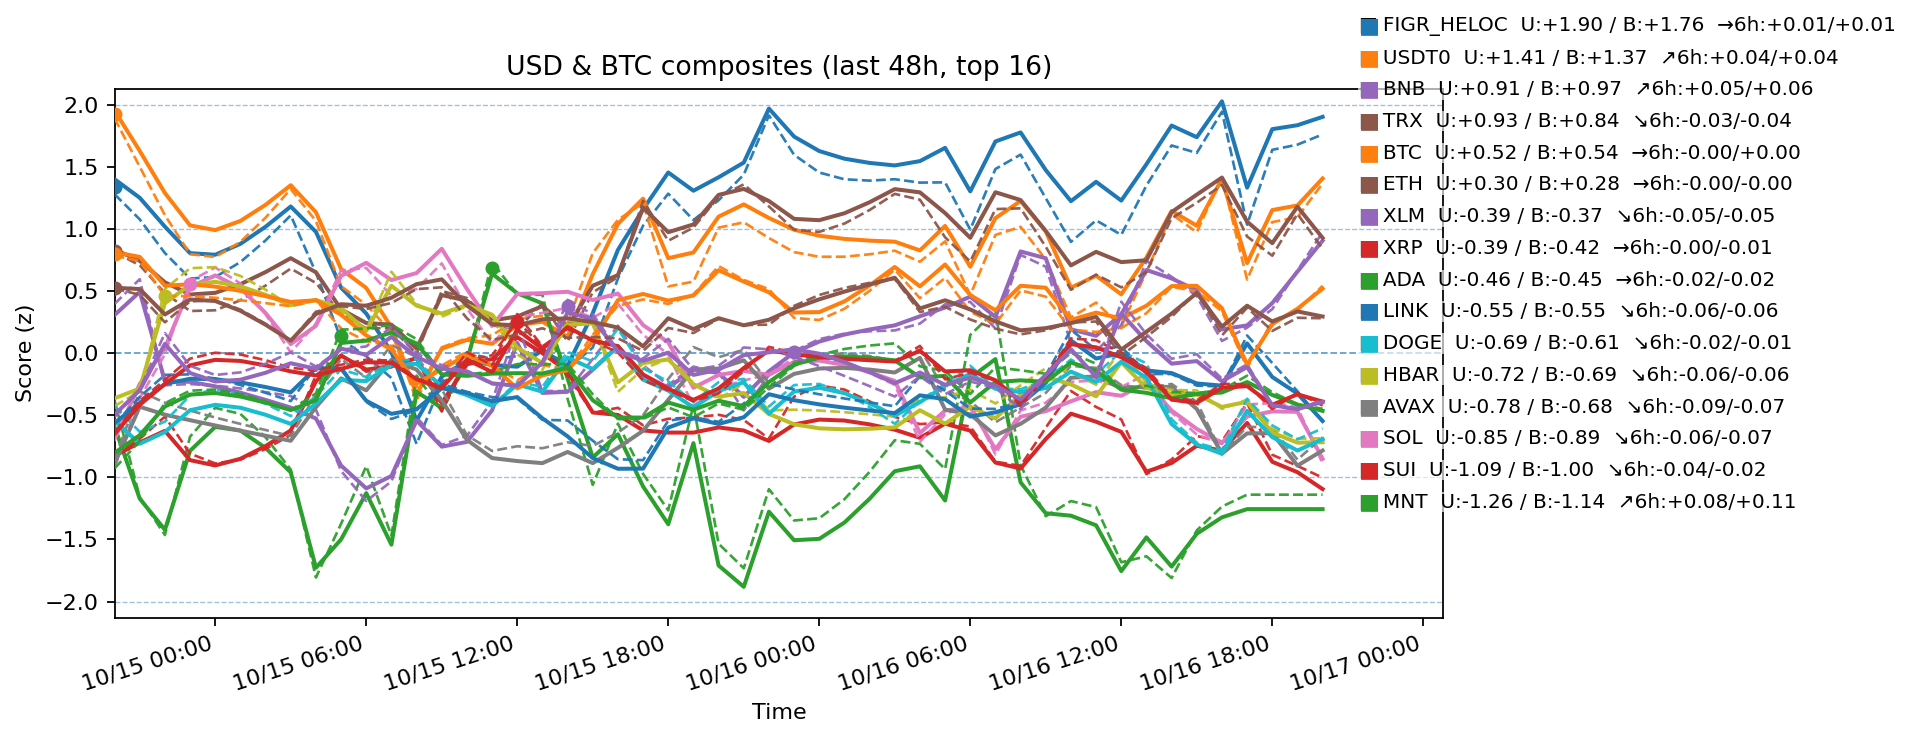 USD & BTC composites (last 48h, top 16)
FIGR_HELOC U:+1.90 / B:+1.76 →6h:+0.01/+0.01
USDT0 U:+1.41 / B:+1.37 ↗6h:+0.04/+0.04
BNB U:+0.91 / B:+0.97 ↗6h:+0.05/+0.06
TRX U:+0.93 / B:+0.84 ↘6h:-0.03/-0.04
BTC U:+0.52 / B:+0.54 →6h:-0.00/+0.00
ETH U:+0.30 / B:+0.28 →6h:-0.00/-0.00
XLM U:-0.39 / B:-0.37 ↘6h:-0.05/-0.05
XRP U:-0.39 / B:-0.42 →6h:-0.00/-0.01
ADA U:-0.46 / B:-0.45 →6h:-0.02/-0.02
LINK U:-0.55 / B:-0.55 ↘6h:-0.06/-0.06
DOGE U:-0.69 / B:-0.61 ↘6h:-0.02/-0.01
HBAR U:-0.72 / B:-0.69 ↘6h:-0.06/-0.06
AVAX U:-0.78 / B:-0.68 ↘6h:-0.09/-0.07
SOL U:-0.85 / B:-0.89 ↘6h:-0.06/-0.07
SUI U:-1.09 / B:-1.00 ↘6h:-0.04/-0.02
MNT U:-1.26 / B:-1.14 ↗6h:+0.08/+0.11
Score (z)
2.0
1.5
1.0
0.5
0.0
−0.5
−1.0
−1.5
−2.0
10/15 00:00
10/15 06:00
10/15 12:00
10/15 18:00
10/16 00:00
10/16 06:00
10/16 12:00
10/16 18:00
10/17 00:00
Time